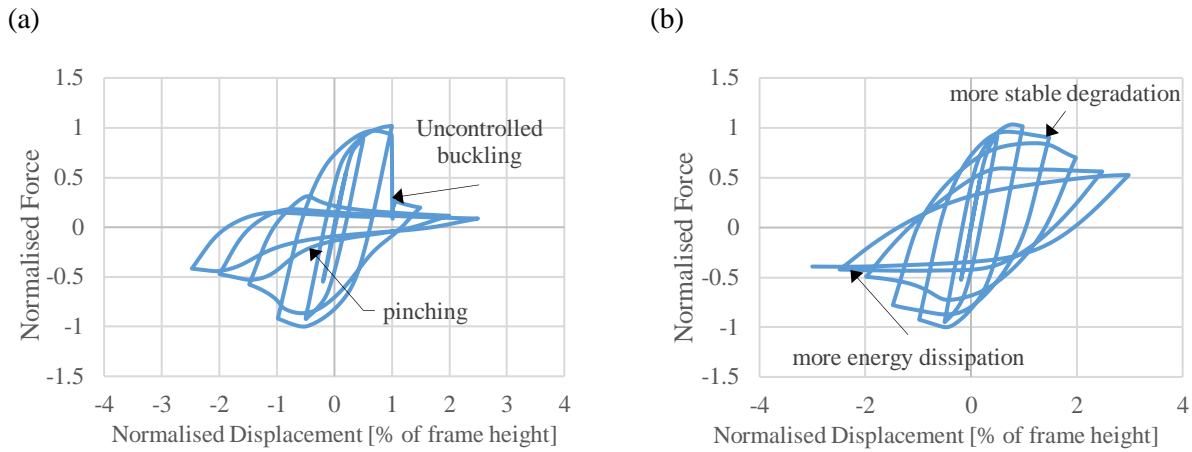 (a)
(b)
1.5
1
0.5
0
-0.5
-1
-1.5
Normalised Force
Uncontrolled
buckling
pinching
-4 -3 -2 -1 0 1 2 3 4
Normalised Displacement [% of frame height]
1.5
1
0.5
0
-0.5
-1
-1.5
Normalised Force
more stable degradation
more energy dissipation
-4 -2 0 2 4
Normalised Displacement [% of frame height]